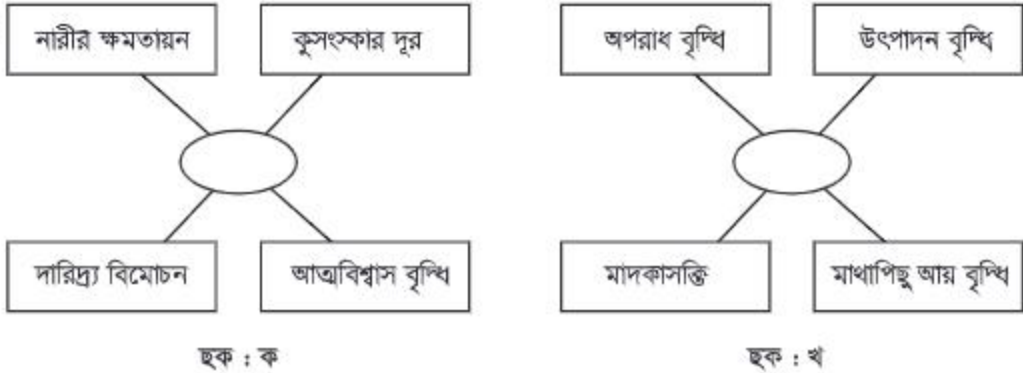 নারীর ক্ষমতায়ন
কুসংস্কার দূর
দারিদ্র্য বিমোচন
আত্মবিশ্বাস বৃদ্ধি
ছক : ক
অপরাধ বৃদ্ধি
উৎপাদন বৃদ্ধি
মাদকাসক্তি
মাথাপিছু আয় বৃদ্ধি
ছক : খ